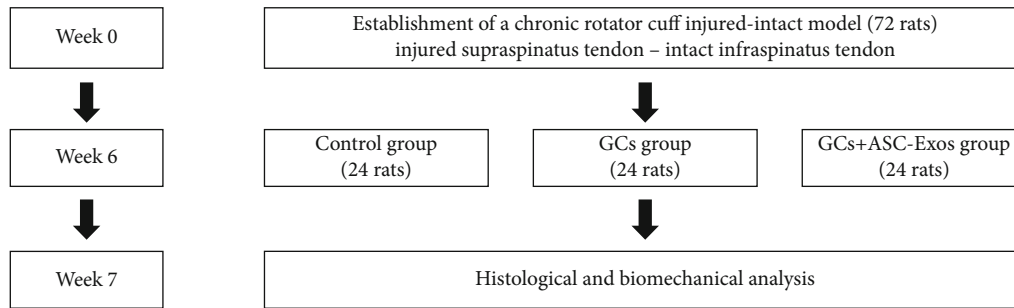 Week 0
Establishment of a chronic rotator cuff injured-intact model (72 rats)
injured supraspinatus tendon – intact infraspinatus tendon
Week 6
Control group
(24 rats)
GCs group
(24 rats)
GCs+ASC-Exos group
(24 rats)
Week 7
Histological and biomechanical analysis